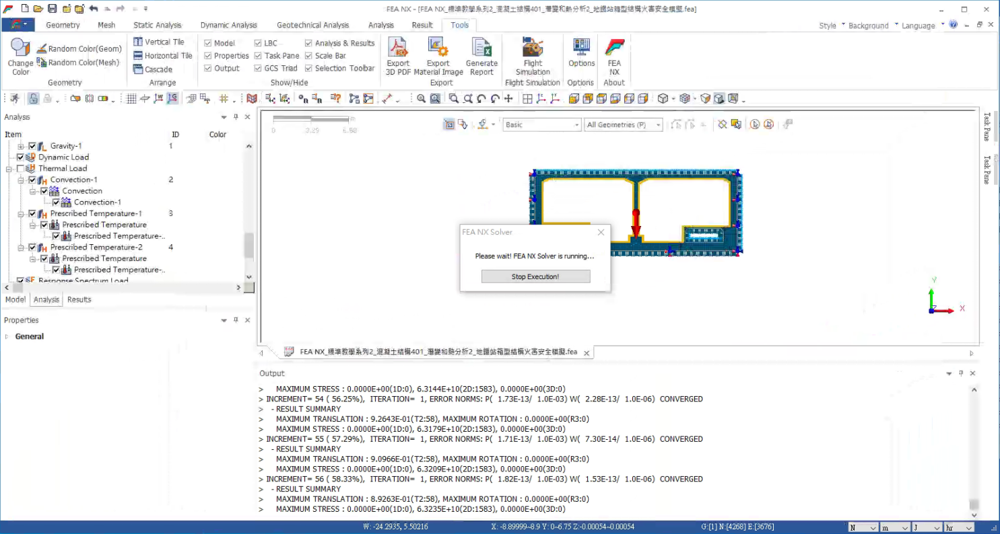 FEA NX - [FEA NX_標準教學系列2_混凝土結構401_潛變和熱分析2_地鐵站箱型結構火害安全模擬.fea]
Geometry Mesh Static Analysis Dynamic Analysis Geotechnical Analysis Analysis Result Tools Style Background Language
Change Color
Random Color(Geom)
Random Color(Mesh)
Geometry
Vertical Tile
Horizontal Tile
Cascade
Arrange
Model LBC Analysis & Results
Properties Task Pane Scale Bar
Output GCS Triad Selection Toolbar
Show/Hide
Export 3D PDF
Export Material Image
Generate Report
Export
Flight Simulation
Flight Simulation
Options
Options
FEA NX
About
Analysis
Item ID Color
Gravity-1 1
Dynamic Load
Thermal Load
Convection-1 2
Convection
Convection-1
Prescribed Temperature-1 3
Prescribed Temperature
Prescribed Temperature-..
Prescribed Temperature-2 4
Prescribed Temperature
Prescribed Temperature-..
Response Spectrum Load
Model Analysis Results
Properties
General
m
0 3.29 6.58
Basic All Geometries (P)
Task Pane
Task Pane
FEA NX Solver
Please wait! FEA NX Solver is running...
Stop Execution!
Y
Z
X
FEA NX_標準教學系列2_混凝土結構401_潛變和熱分析2_地鐵站箱型結構火害安全模擬.fea
Output
> MAXIMUM STRESS : 0.0000E+00(1D:0), 6.3144E+10(2D:1583), 0.0000E+00(3D:0)
> INCREMENT= 54 ( 56.25%), ITERATION= 1, ERROR NORMS: P( 1.73E-13/ 1.0E-03) W( 2.28E-13/ 1.0E-06) CONVERGED
> - RESULT SUMMARY
> MAXIMUM TRANSLATION : 9.2643E-01(T2:58), MAXIMUM ROTATION : 0.0000E+00(R3:0)
> MAXIMUM STRESS : 0.0000E+00(1D:0), 6.3179E+10(2D:1583), 0.0000E+00(3D:0)
> INCREMENT= 55 ( 57.29%), ITERATION= 1, ERROR NORMS: P( 1.71E-13/ 1.0E-03) W( 7.30E-14/ 1.0E-06) CONVERGED
> - RESULT SUMMARY
> MAXIMUM TRANSLATION : 9.0966E-01(T2:58), MAXIMUM ROTATION : 0.0000E+00(R3:0)
> MAXIMUM STRESS : 0.0000E+00(1D:0), 6.3209E+10(2D:1583), 0.0000E+00(3D:0)
> INCREMENT= 56 ( 58.33%), ITERATION= 1, ERROR NORMS: P( 1.82E-13/ 1.0E-03) W( 1.53E-13/ 1.0E-06) CONVERGED
> - RESULT SUMMARY
> MAXIMUM TRANSLATION : 8.9263E-01(T2:58), MAXIMUM ROTATION : 0.0000E+00(R3:0)
> MAXIMUM STRESS : 0.0000E+00(1D:0), 6.3235E+10(2D:1583), 0.0000E+00(3D:0)
W: -24.2935, 5.50216 X: -8.89999~8.9 Y:0~6.75 Z:-0.00054~0.00054 G:[1] N:[4268] E:[3676] N m J hr